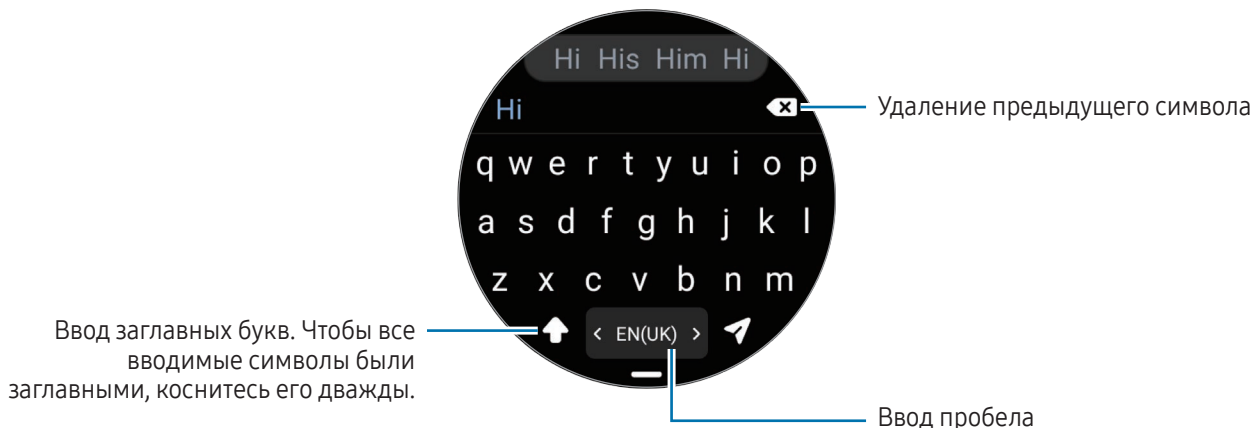 Hi His Him Hi
Hi
Удаление предыдущего символа
q w e r t y u i o p
a s d f g h j k l
z x c v b n m
Ввод заглавных букв. Чтобы все
вводимые символы были
заглавными, коснитесь его дважды.
< EN(UK) >
Ввод пробела